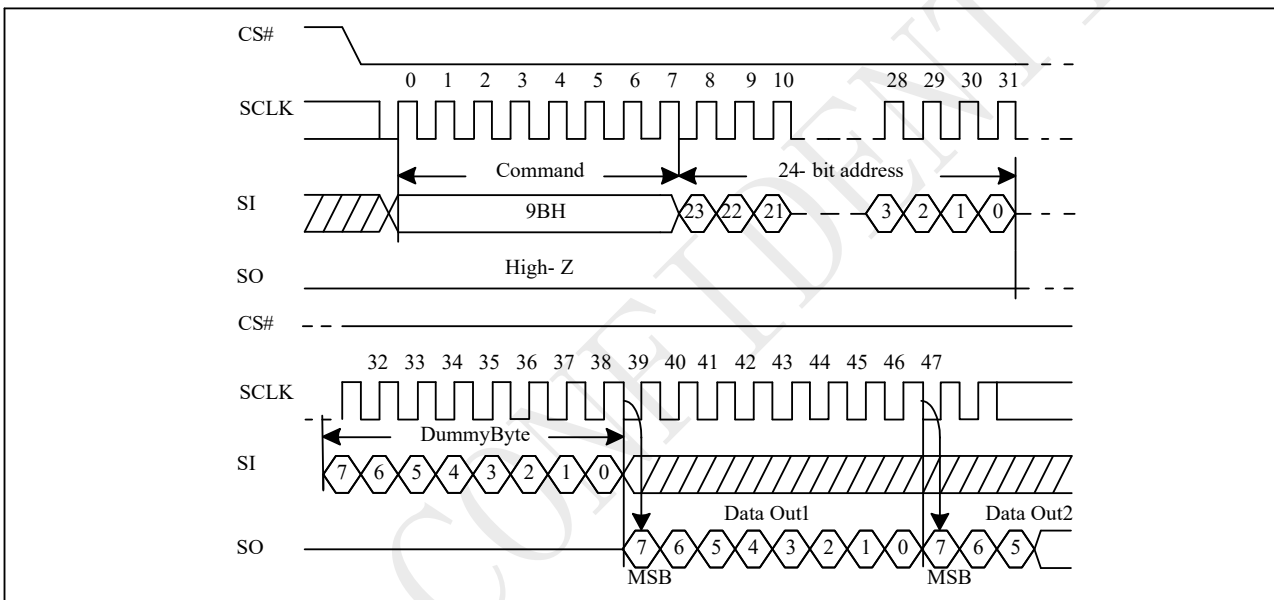 CS#
0 1 2 3 4 5 6 7 8 9 10 28 29 30 31
SCLK
Command 24- bit address
SI 9BH 23 22 21 3 2 1 0
SO High- Z
CS#
32 33 34 35 36 37 38 39 40 41 42 43 44 45 46 47
SCLK
DummyByte
SI 7 6 5 4 3 2 1 0
Data Out1 Data Out2
SO 7 6 5 4 3 2 1 0 7 6 5
MSB MSB
CONFIDENT